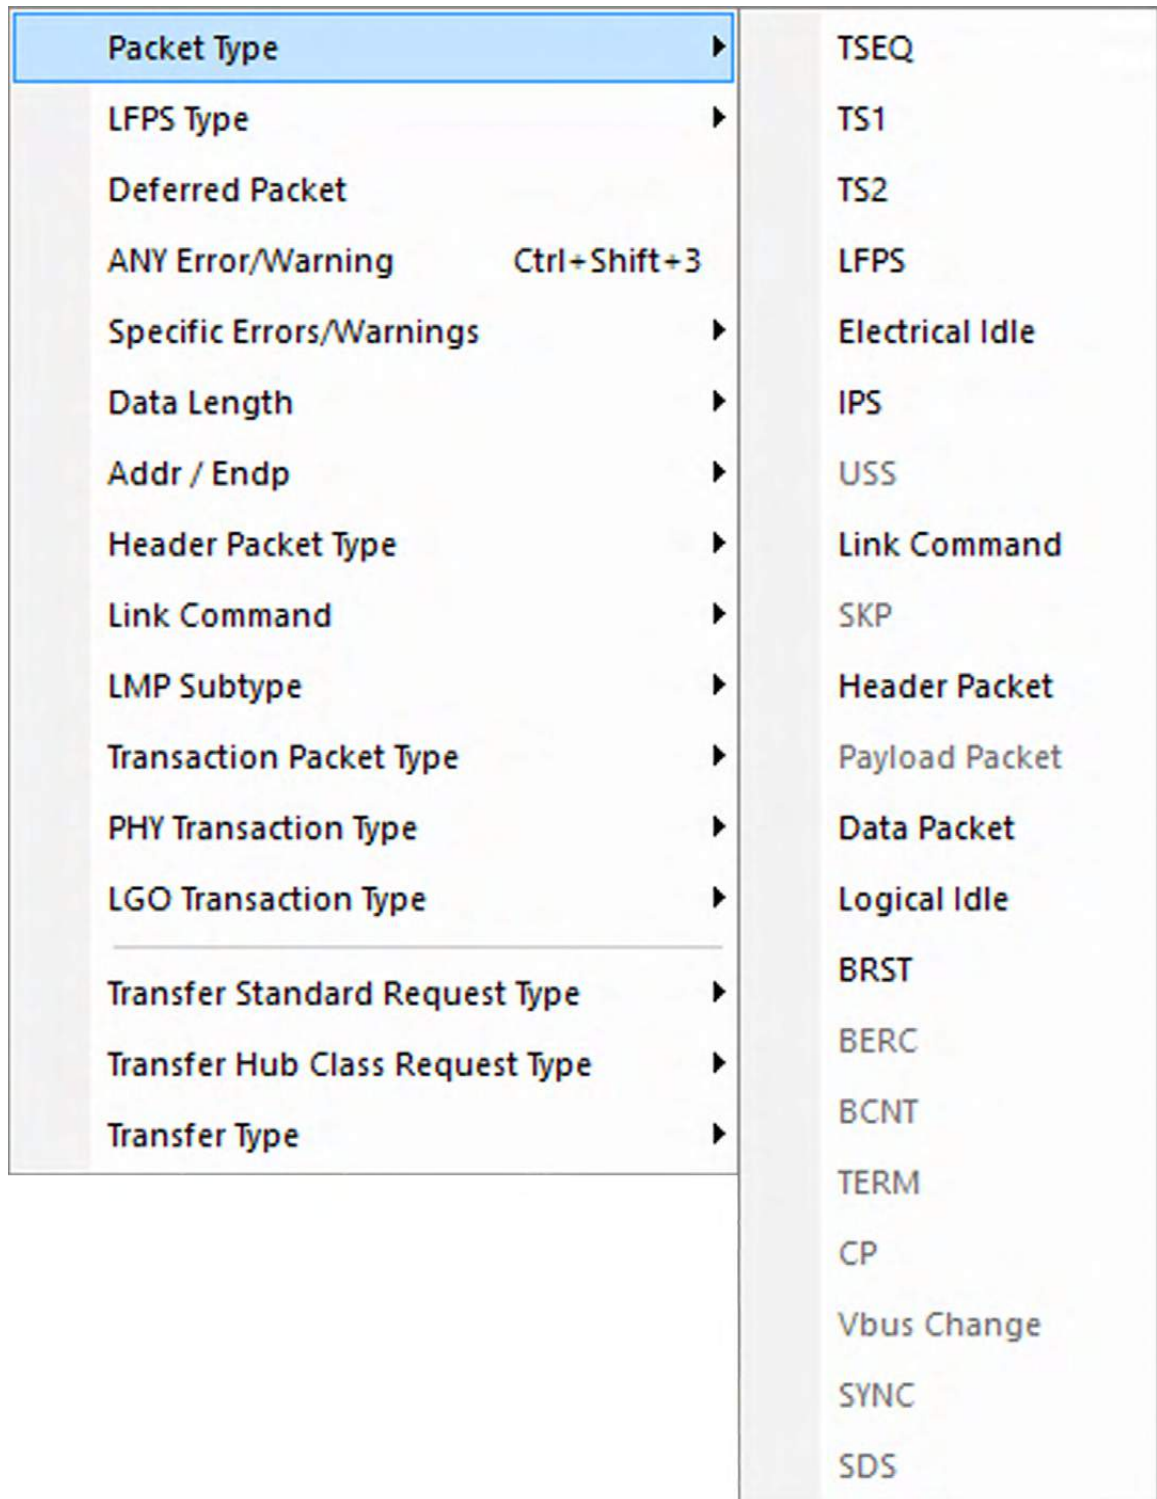 Packet Type
LFPS Type
Deferred Packet
ANY Error/Warning Ctrl+Shift+3
Specific Errors/Warnings
Data Length
Addr / Endp
Header Packet Type
Link Command
LMP Subtype
Transaction Packet Type
PHY Transaction Type
LGO Transaction Type
Transfer Standard Request Type
Transfer Hub Class Request Type
Transfer Type
TSEQ
TS1
TS2
LFPS
Electrical Idle
IPS
USS
Link Command
SKP
Header Packet
Payload Packet
Data Packet
Logical Idle
BRST
BERC
BCNT
TERM
CP
Vbus Change
SYNC
SDS